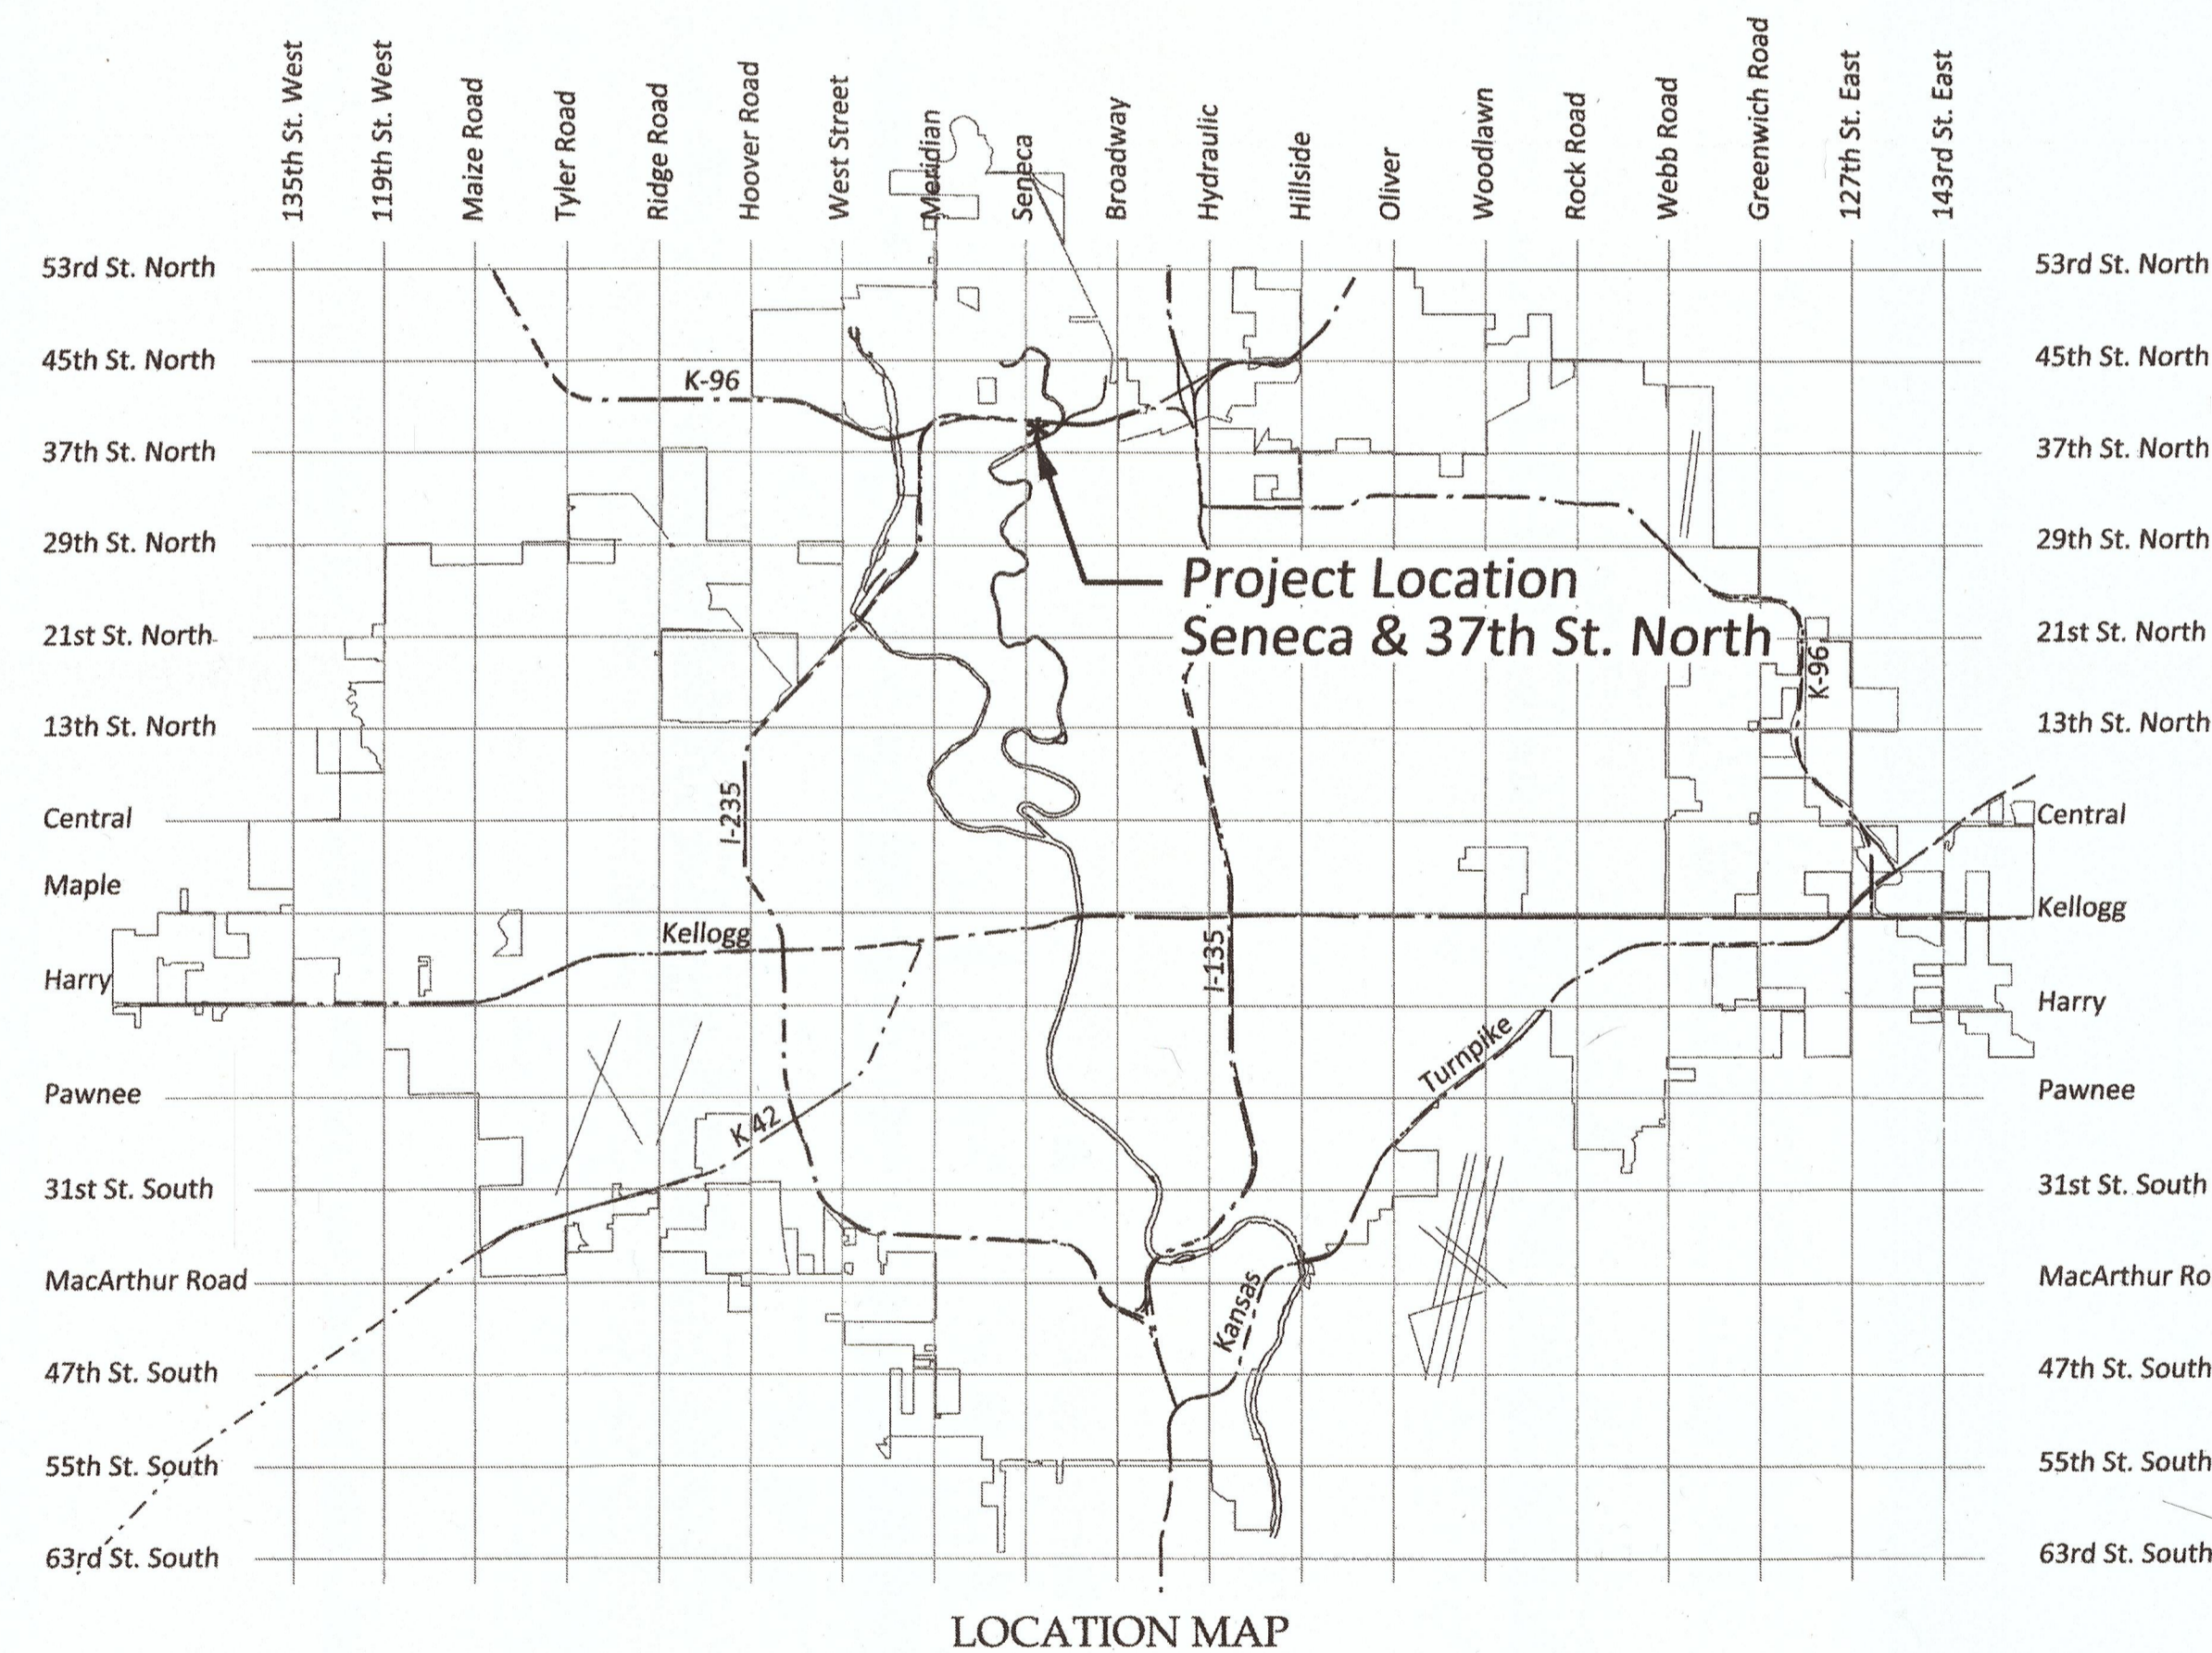 135th St. West
119th St. West
Maize Road
Tyler Road
Ridge Road
Hoover Road
West Street
Meridian
Seneca
Broadway
Hydraulic
Hillside
Oliver
Woodlawn
Rock Road
Webb Road
Greenwich Road
127th St. East
143rd St. East
53rd St. North
53rd St. North
45th St. North
45th St. North
K-96
37th St. North
37th St. North
29th St. North
29th St. North
Project Location
Seneca & 37th St. North
21st St. North
21st St. North
K-96
13th St. North
13th St. North
I-235
Central
Central
Maple
Kellogg
Kellogg
I-135
Harry
Harry
Turnpike
Pawnee
Pawnee
K 42
31st St. South
31st St. South
MacArthur Road
MacArthur Ro
Kansas
47th St. South
47th St. South
55th St. South
55th St. South
63rd St. South
63rd St. South
LOCATION MAP